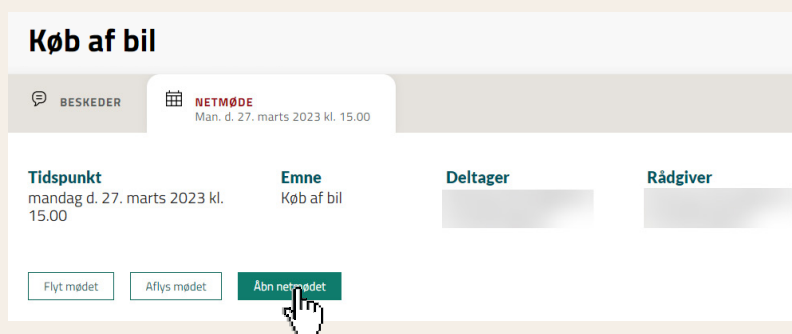 Køb af bil
BESKEDER
NETMØDE
Man. d. 27. marts 2023 kl. 15.00
Tidspunkt
mandag d. 27. marts 2023 kl.
15.00
Emne
Køb af bil
Deltager
Rådgiver
Flyt mødet
Aflys mødet
Åbn netmødet